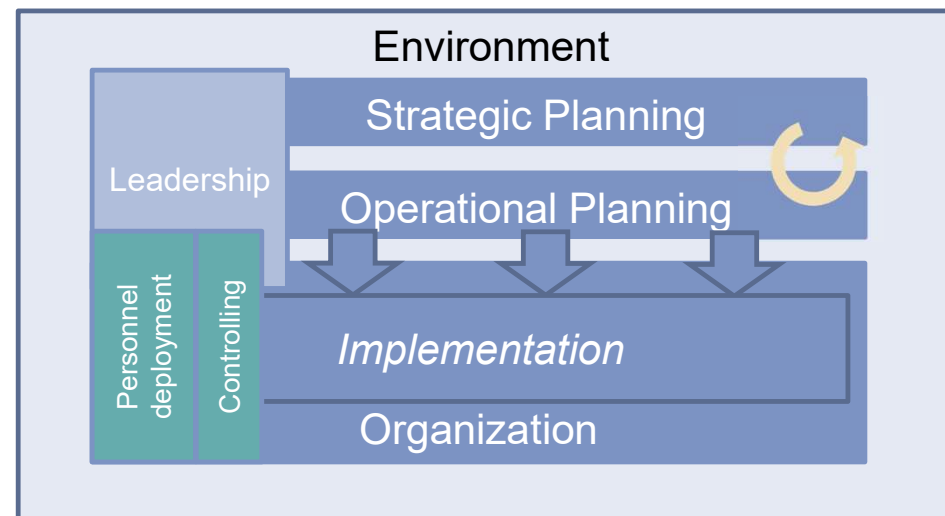 Environment
Strategic Planning
Leadership
Operational Planning
Personnel
deployment
Controlling
Implementation
Organization